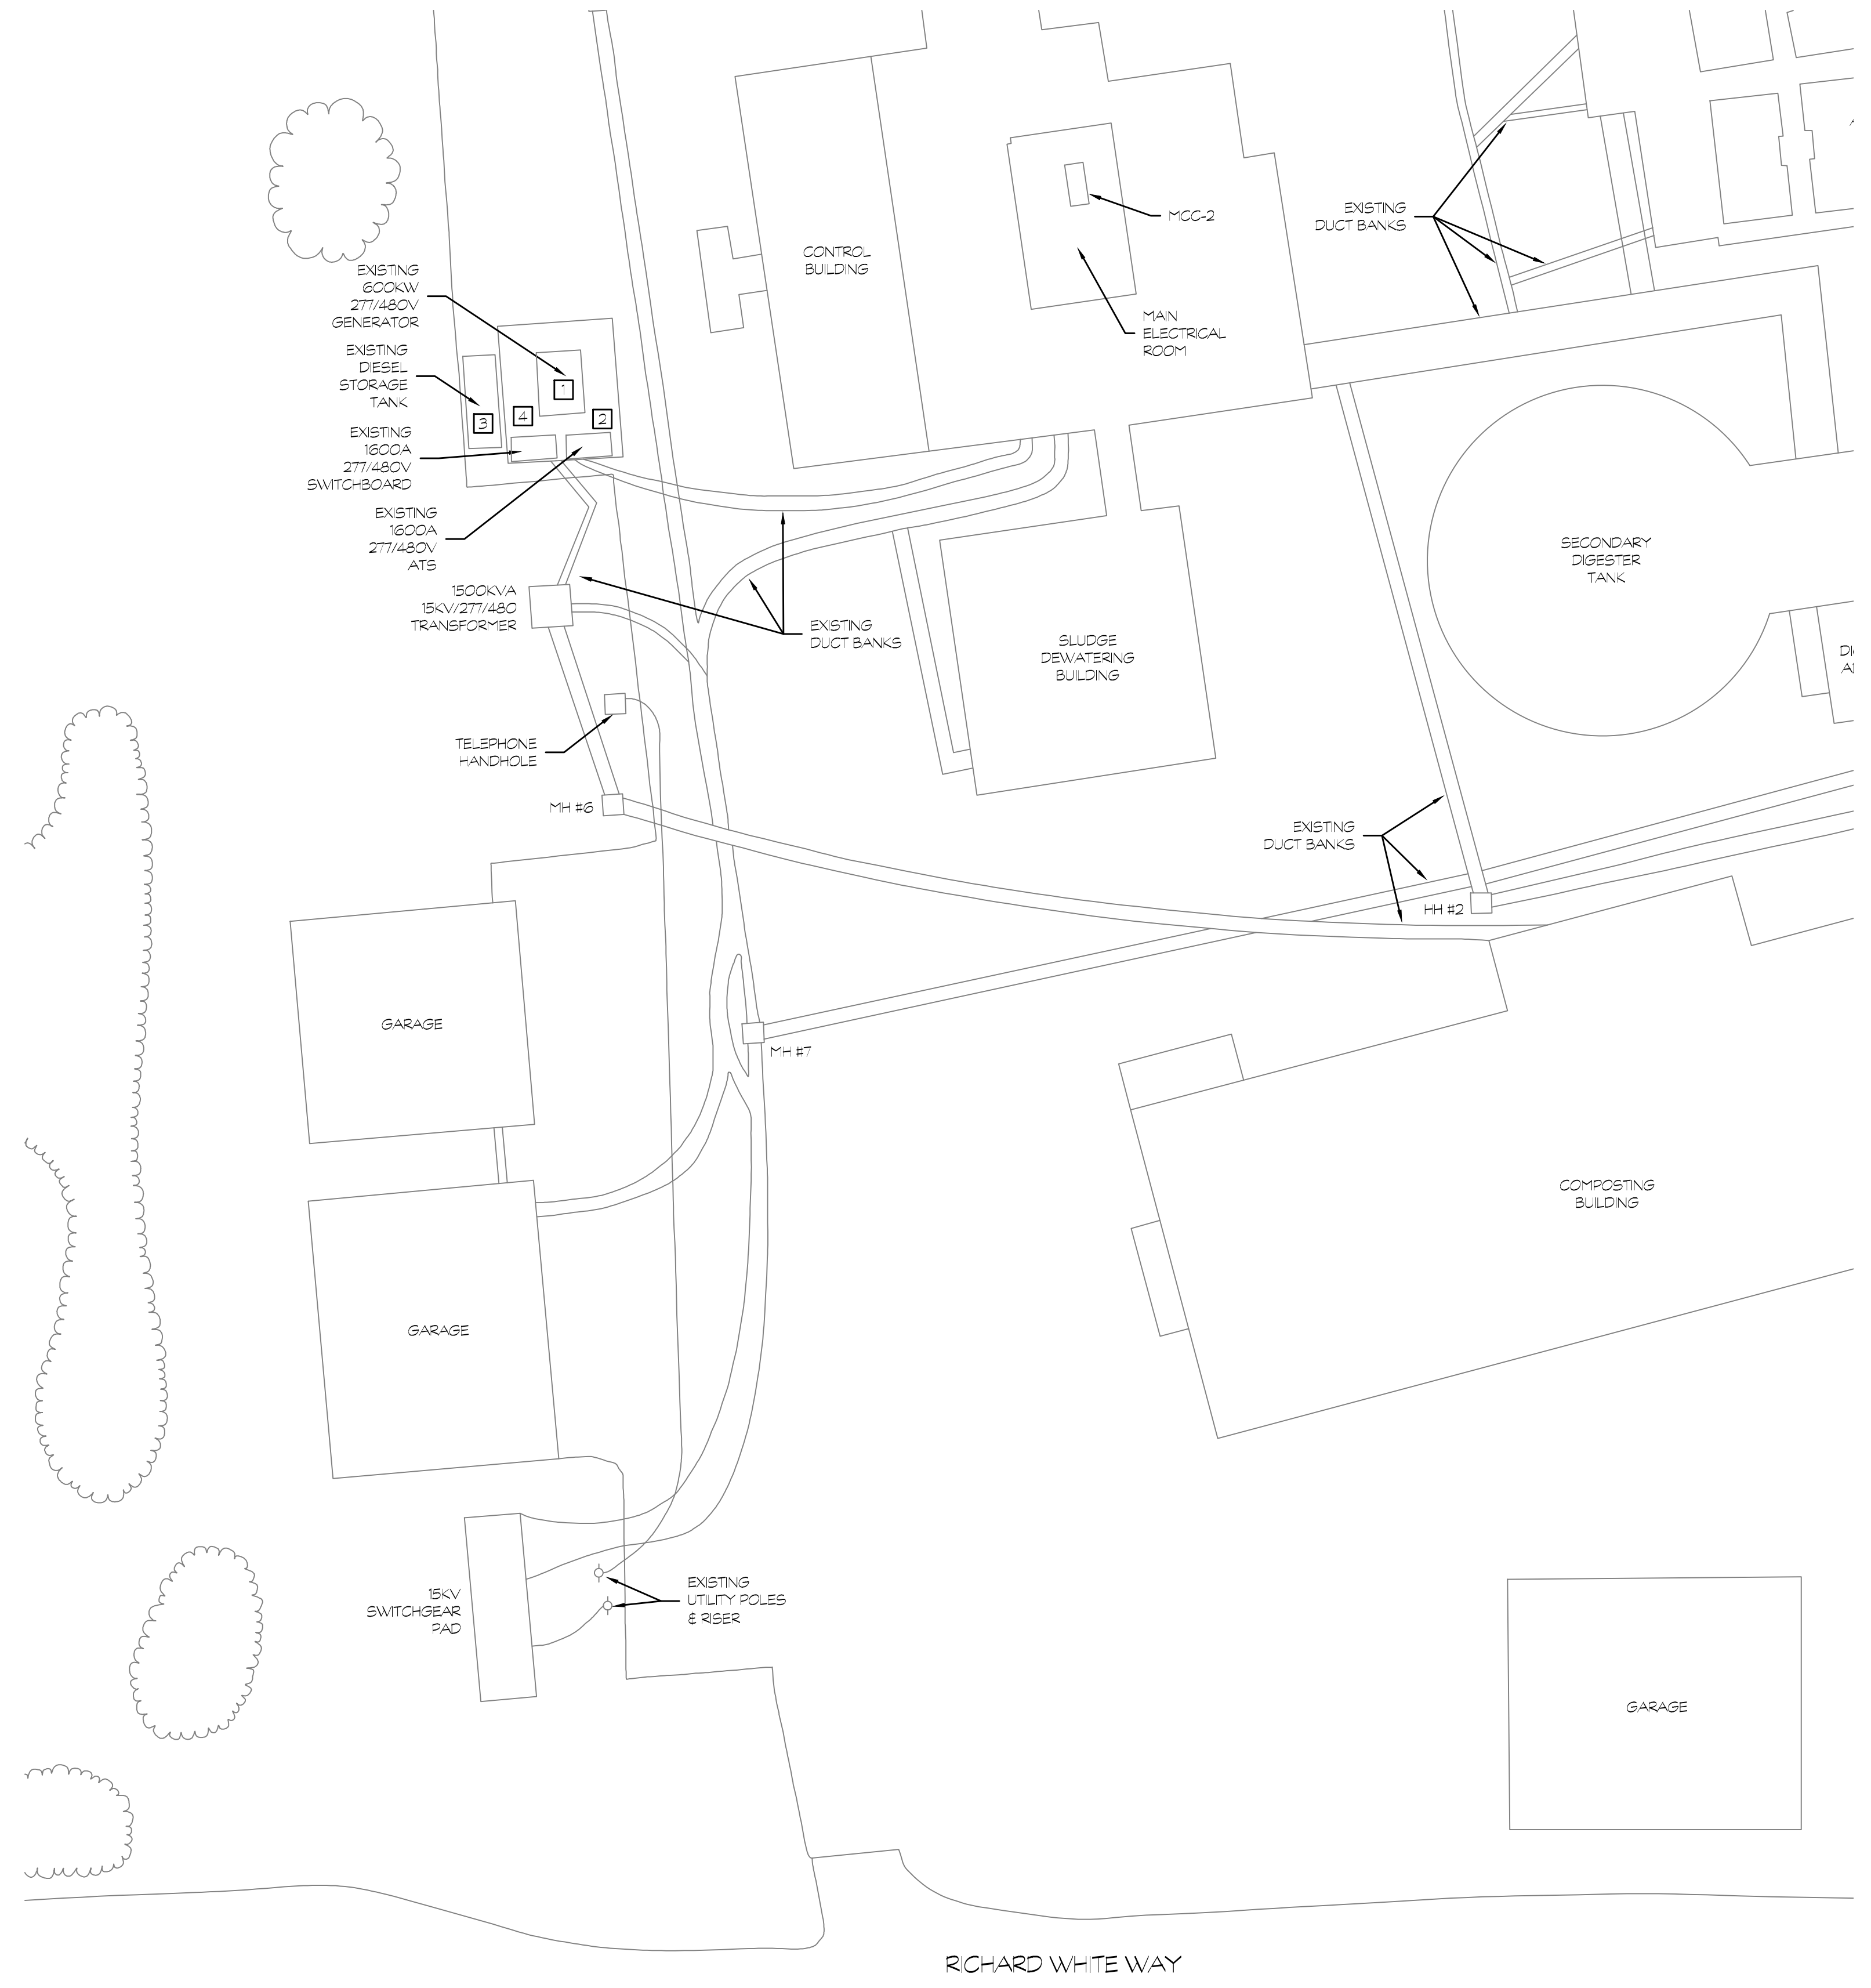 MCC-2
EXISTING
DUCT BANKS
CONTROL
BUILDING
EXISTING
600KW
277/480V
GENERATOR
MAIN
ELECTRICAL
ROOM
EXISTING
DIESEL
STORAGE
TANK
1
4
2
3
EXISTING
1600A
277/480V
SWITCHBOARD
EXISTING
1600A
277/480V
ATS
SECONDARY
DIGESTER
TANK
1500KVA
15KV/277/480
TRANSFORMER
EXISTING
DUCT BANKS
SLUDGE
DEWATERING
BUILDING
TELEPHONE
HANDHOLE
MH #6
EXISTING
DUCT BANKS
HH #2
GARAGE
MH #7
COMPOSTING
BUILDING
GARAGE
EXISTING
UTILITY POLES
& RISER
15KV
SWITCHGEAR
PAD
GARAGE
RICHARD WHITE WAY